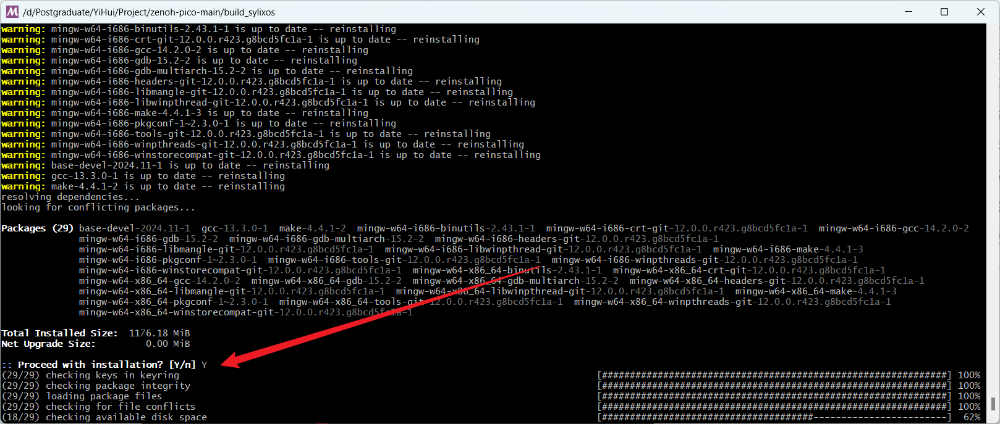 M /d/Postgraduate/YiHui/Project/zenoh-pico-main/build_sylixos
warning: mingw-w64-i686-binutils-2.43.1-1 is up to date -- reinstalling
warning: mingw-w64-i686-crt-git-12.0.0.r423.g8bcd5fc1a-1 is up to date -- reinstalling
warning: mingw-w64-i686-gcc-14.2.0-2 is up to date -- reinstalling
warning: mingw-w64-i686-gdb-15.2-2 is up to date -- reinstalling
warning: mingw-w64-i686-gdb-multiarch-15.2-2 is up to date -- reinstalling
warning: mingw-w64-i686-headers-git-12.0.0.r423.g8bcd5fc1a-1 is up to date -- reinstalling
warning: mingw-w64-i686-libmangle-git-12.0.0.r423.g8bcd5fc1a-1 is up to date -- reinstalling
warning: mingw-w64-i686-libwinpthread-git-12.0.0.r423.g8bcd5fc1a-1 is up to date -- reinstalling
warning: mingw-w64-i686-make-4.4.1-3 is up to date -- reinstalling
warning: mingw-w64-i686-pkgconf-1~2.3.0-1 is up to date -- reinstalling
warning: mingw-w64-i686-tools-git-12.0.0.r423.g8bcd5fc1a-1 is up to date -- reinstalling
warning: mingw-w64-i686-winpthreads-git-12.0.0.r423.g8bcd5fc1a-1 is up to date -- reinstalling
warning: mingw-w64-i686-winstorecompat-git-12.0.0.r423.g8bcd5fc1a-1 is up to date -- reinstalling
warning: base-devel-2024.11-1 is up to date -- reinstalling
warning: gcc-13.3.0-1 is up to date -- reinstalling
warning: make-4.4.1-2 is up to date -- reinstalling
resolving dependencies...
looking for conflicting packages...
Packages (29) base-devel-2024.11-1  gcc-13.3.0-1  make-4.4.1-2  mingw-w64-i686-binutils-2.43.1-1  mingw-w64-i686-crt-git-12.0.0.r423.g8bcd5fc1a-1  mingw-w64-i686-gcc-14.2.0-2
mingw-w64-i686-gdb-15.2-2  mingw-w64-i686-gdb-multiarch-15.2-2  mingw-w64-i686-headers-git-12.0.0.r423.g8bcd5fc1a-1
mingw-w64-i686-libmangle-git-12.0.0.r423.g8bcd5fc1a-1  mingw-w64-i686-libwinpthread-git-12.0.0.r423.g8bcd5fc1a-1  mingw-w64-i686-make-4.4.1-3
mingw-w64-i686-pkgconf-1~2.3.0-1  mingw-w64-i686-tools-git-12.0.0.r423.g8bcd5fc1a-1  mingw-w64-i686-winpthreads-git-12.0.0.r423.g8bcd5fc1a-1
mingw-w64-i686-winstorecompat-git-12.0.0.r423.g8bcd5fc1a-1  mingw-w64-x86_64-binutils-2.43.1-1  mingw-w64-x86_64-crt-git-12.0.0.r423.g8bcd5fc1a-1
mingw-w64-x86_64-gcc-14.2.0-2  mingw-w64-x86_64-gdb-15.2-2  mingw-w64-x86_64-gdb-multiarch-15.2-2  mingw-w64-x86_64-headers-git-12.0.0.r423.g8bcd5fc1a-1
mingw-w64-x86_64-libmangle-git-12.0.0.r423.g8bcd5fc1a-1  mingw-w64-x86_64-libwinpthread-git-12.0.0.r423.g8bcd5fc1a-1  mingw-w64-x86_64-make-4.4.1-3
mingw-w64-x86_64-pkgconf-1~2.3.0-1  mingw-w64-x86_64-tools-git-12.0.0.r423.g8bcd5fc1a-1  mingw-w64-x86_64-winpthreads-git-12.0.0.r423.g8bcd5fc1a-1
mingw-w64-x86_64-winstorecompat-git-12.0.0.r423.g8bcd5fc1a-1
Total Installed Size:  1176.18 MiB
Net Upgrade Size:         0.00 MiB
:: Proceed with installation? [Y/n] Y
(29/29) checking keys in keyring [##############################################################] 100%
(29/29) checking package integrity [##############################################################] 100%
(29/29) loading package files [##############################################################] 100%
(29/29) checking for file conflicts [##############################################################] 100%
(18/29) checking available disk space [######################################------------------------] 62%